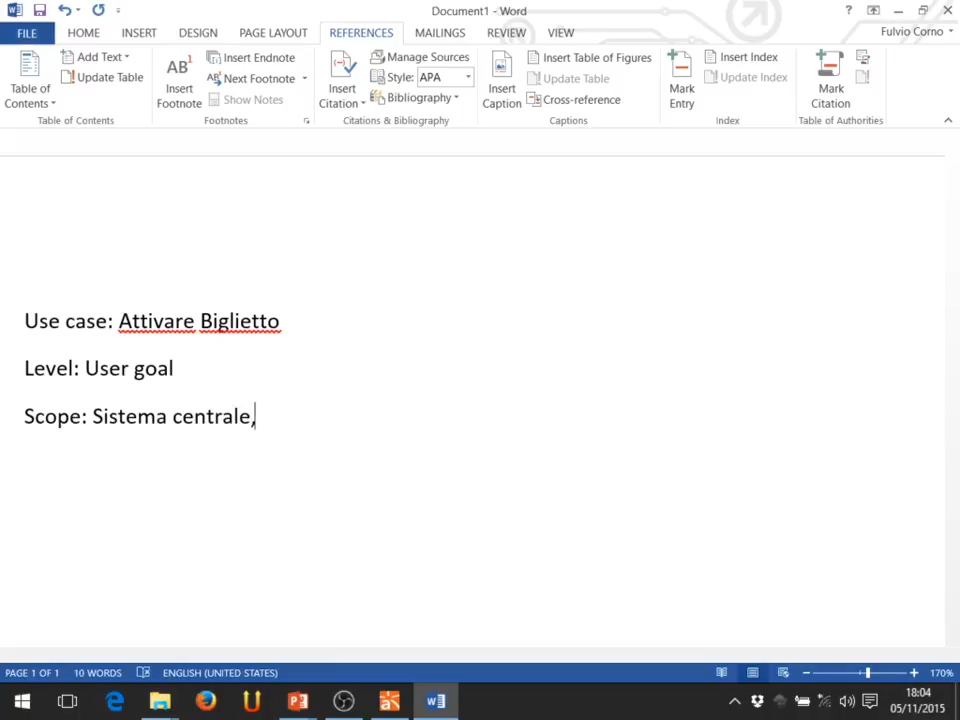 Document1 - Word
?
FILE HOME INSERT DESIGN PAGE LAYOUT REFERENCES MAILINGS REVIEW VIEW Fulvio Corno
Table of Contents
Add Text
Update Table
Table of Contents
AB1 Insert Footnote
Insert Endnote
Next Footnote
Show Notes
Footnotes
Insert Citation
Manage Sources
Style: APA
Bibliography
Citations & Bibliography
Insert Caption
Insert Table of Figures
Update Table
Cross-reference
Captions
Mark Entry
Insert Index
Update Index
Index
Mark Citation
Table of Authorities
Use case: Attivare Biglietto
Level: User goal
Scope: Sistema centrale,
PAGE 1 OF 1 10 WORDS ENGLISH (UNITED STATES) 170%
18:04
05/11/2015